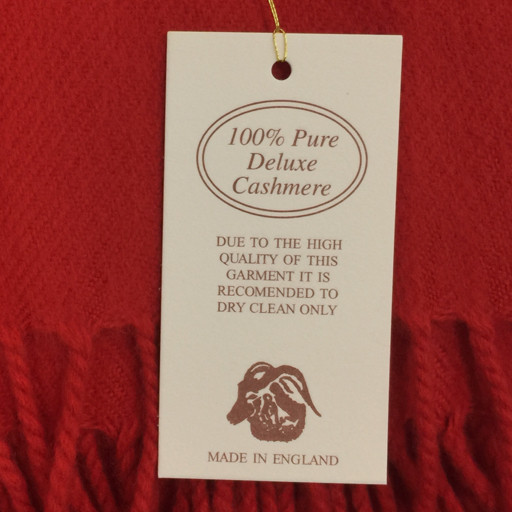 100% Pure
Deluxe
Cashmere
DUE TO THE HIGH
QUALITY OF THIS
GARMENT IT IS
RECOMENDED TO
DRY CLEAN ONLY
MADE IN ENGLAND